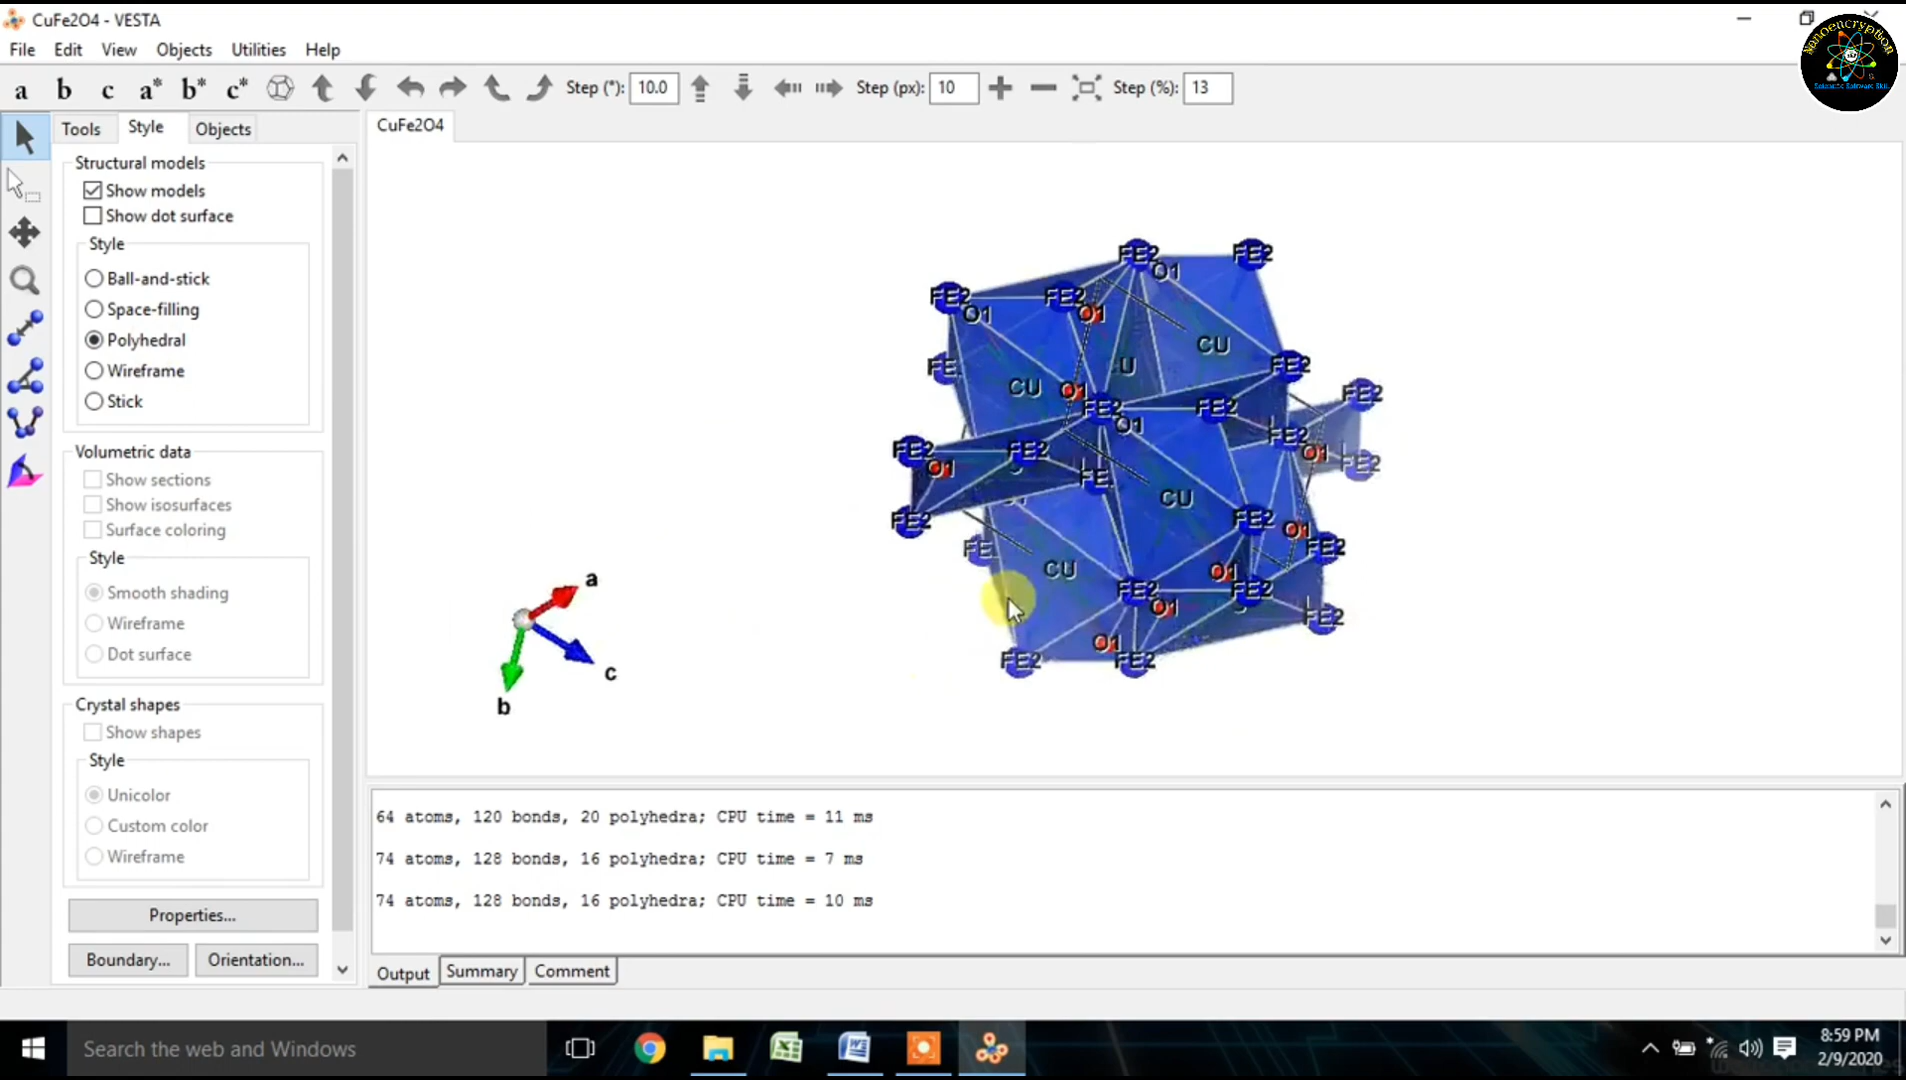 CuFe2O4 - VESTA
Nanoencryption
File Edit View Objects Utilities Help
a b c a* b* c* Step (°): 10.0 Step (px): 10 Step (%): 13
Tools Style Objects
CuFe2O4
Structural models
Show models
Show dot surface
Style
Ball-and-stick
Space-filling
Polyhedral
Wireframe
Stick
Volumetric data
Show sections
Show isosurfaces
Surface coloring
Style
Smooth shading
Wireframe
Dot surface
Crystal shapes
Show shapes
Style
Unicolor
Custom color
Wireframe
Properties...
Boundary... Orientation...
FE2 FE2
O1
FE2 FE2
O1 O1
CU
FE. CU FE2
CU O1 FE2
FE2 FE2
O1
FE2 FE2 FE2
O1 O1 FE2
FE.
CU
FE2 FE2 O1
FE. FE2
CU O1
FE2 FE2
O1 FE2
O1
FE2 FE2
a
c
b
64 atoms, 120 bonds, 20 polyhedra; CPU time = 11 ms
74 atoms, 128 bonds, 16 polyhedra; CPU time = 7 ms
74 atoms, 128 bonds, 16 polyhedra; CPU time = 10 ms
Output Summary Comment
Search the web and Windows
8:59 PM
2/9/2020